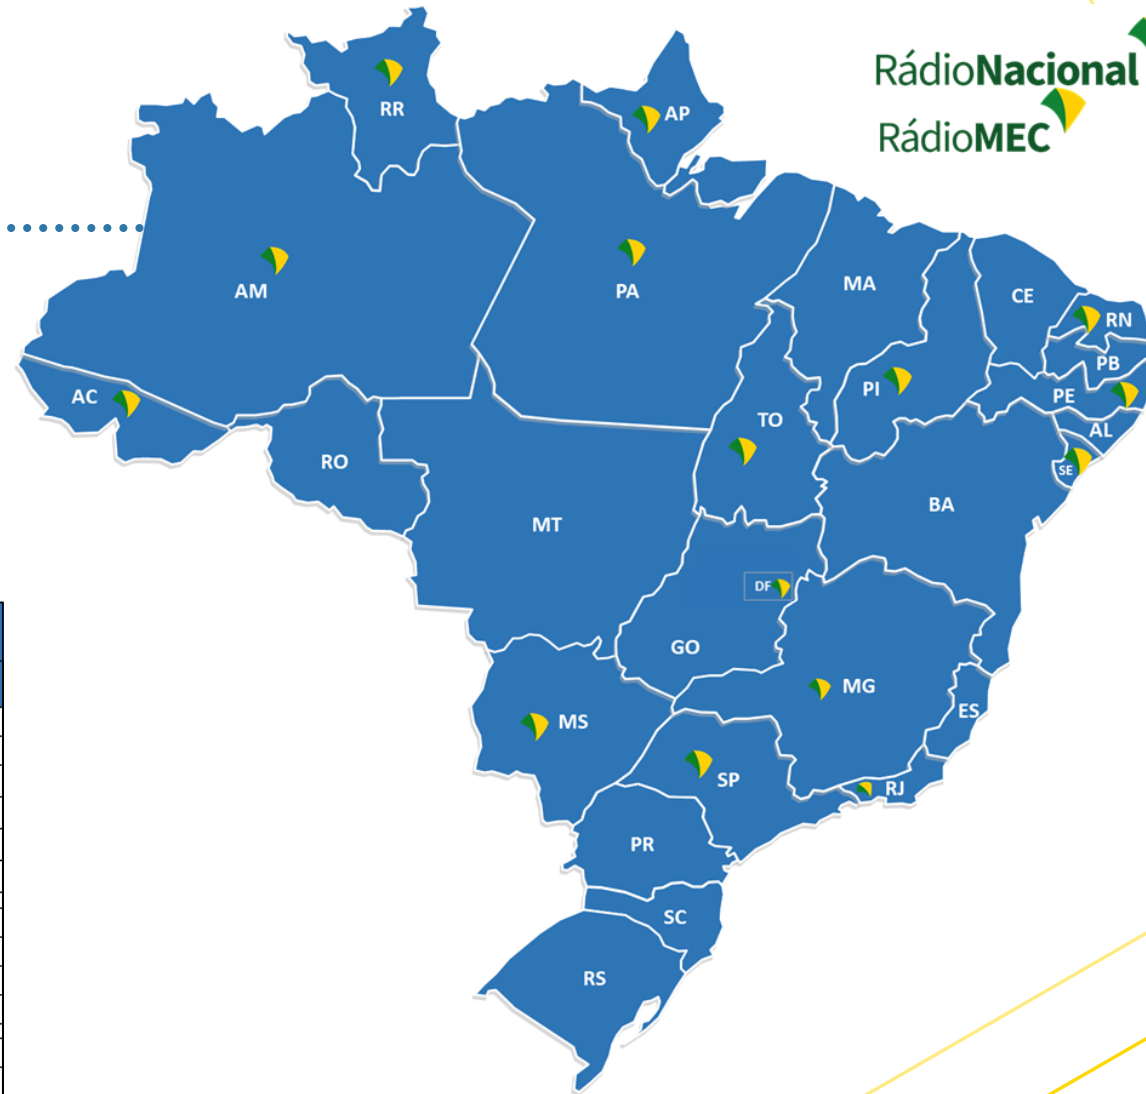 RádioNacional
RádioMEC
RR
AP
AM
PA
MA
CE
RN
PB
PE
AL
SE
AC
PI
TO
RO
BA
MT
DF
GO
MG
ES
MS
SP
RJ
PR
SC
RS